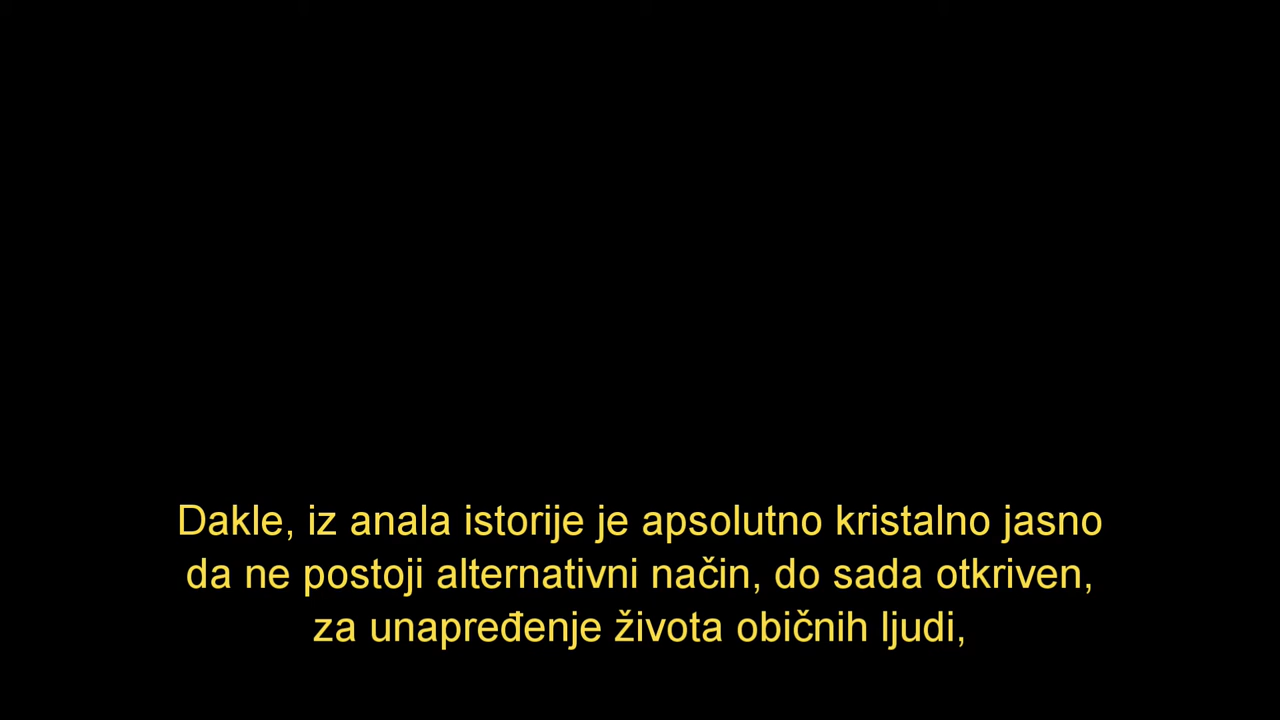 Dakle, iz anala istorije je apsolutno kristalno jasno
da ne postoji alternativni način, do sada otkriven,
za unapređenje života običnih ljudi,